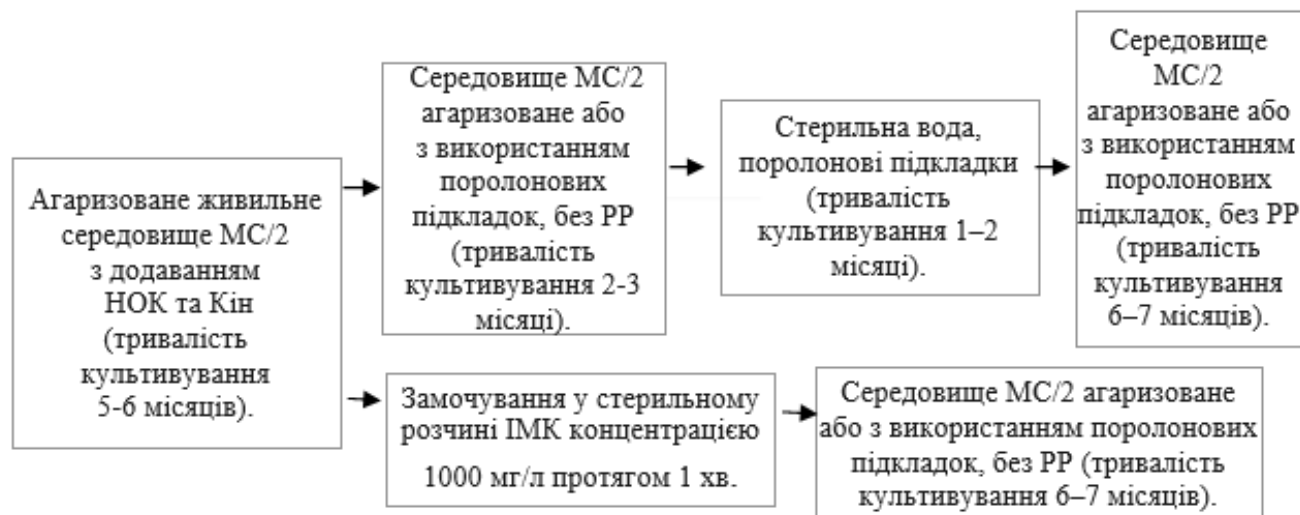 Агаризоване живильне
середовище МС/2
з додаванням
НОК та Кін
(тривалість
культивування
5-6 місяців).
Середовище МС/2
агаризоване або
з використанням
поролонових
підкладок, без РР
(тривалість
культивування 2-3
місяці).
Стерильна вода,
поролонові підкладки
(тривалість
культивування 1–2
місяці).
Середовище
МС/2
агаризоване або
з використанням
поролонових
підкладок, без РР
(тривалість
культивування
6–7 місяців).
Замочування у стерильному
розчині ІМК концентрацією
1000 мг/л протягом 1 хв.
Середовище МС/2 агаризоване
або з використанням поролонових
підкладок, без РР (тривалість
культивування 6–7 місяців).